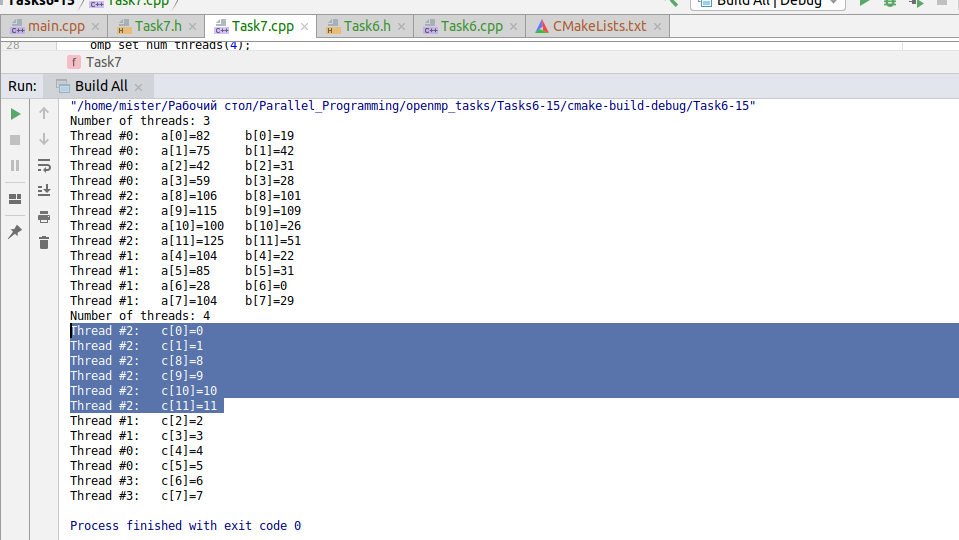 Tasks6-15 / Task7.cpp
Build All | Debug
main.cpp Task7.h Task7.cpp Task6.h Task6.cpp CMakeLists.txt
28 omp_set_num_threads(4);
f Task7
Run: Build All
"/home/mister/Рабочий стол/Parallel_Programming/openmp_tasks/Tasks6-15/cmake-build-debug/Task6-15"
Number of threads: 3
Thread #0: a[0]=82 b[0]=19
Thread #0: a[1]=75 b[1]=42
Thread #0: a[2]=42 b[2]=31
Thread #0: a[3]=59 b[3]=28
Thread #2: a[8]=106 b[8]=101
Thread #2: a[9]=115 b[9]=109
Thread #2: a[10]=100 b[10]=26
Thread #2: a[11]=125 b[11]=51
Thread #1: a[4]=104 b[4]=22
Thread #1: a[5]=85 b[5]=31
Thread #1: a[6]=28 b[6]=0
Thread #1: a[7]=104 b[7]=29
Number of threads: 4
Thread #2: c[0]=0
Thread #2: c[1]=1
Thread #2: c[8]=8
Thread #2: c[9]=9
Thread #2: c[10]=10
Thread #2: c[11]=11
Thread #1: c[2]=2
Thread #1: c[3]=3
Thread #0: c[4]=4
Thread #0: c[5]=5
Thread #3: c[6]=6
Thread #3: c[7]=7
Process finished with exit code 0